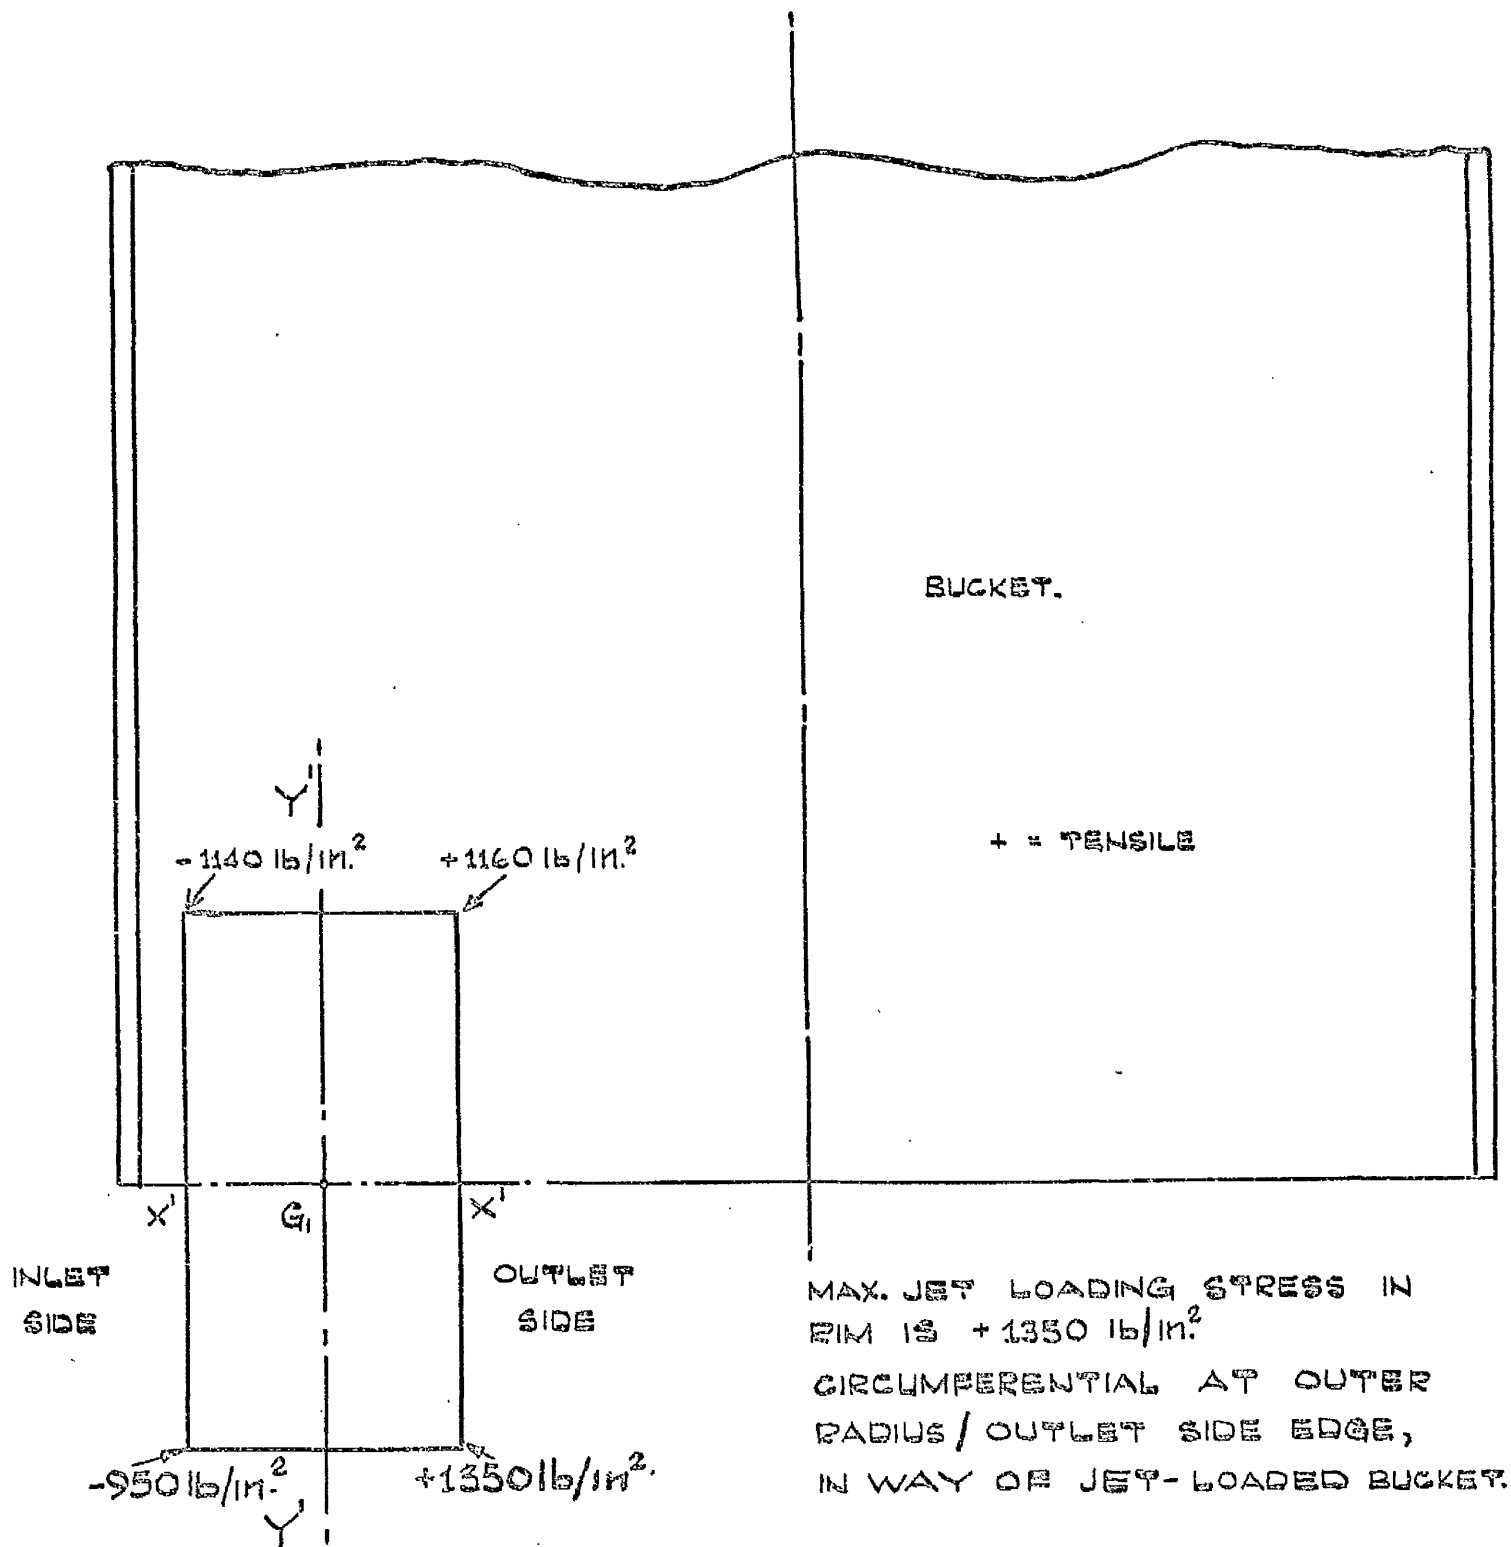 BUCKET.
Y'
-1140 lb/in.² +1160 lb/in.²
+ = TENSILE
X' G₁ X'
INLET
SIDE
OUTLET
SIDE
-950 lb/in.² +1350 lb/in².
Y'
MAX. JET LOADING STRESS IN
RIM IS +1350 lb/in.²
CIRCUMFERENTIAL AT OUTER
RADIUS / OUTLET SIDE EDGE,
IN WAY OF JET-LOADED BUCKET.